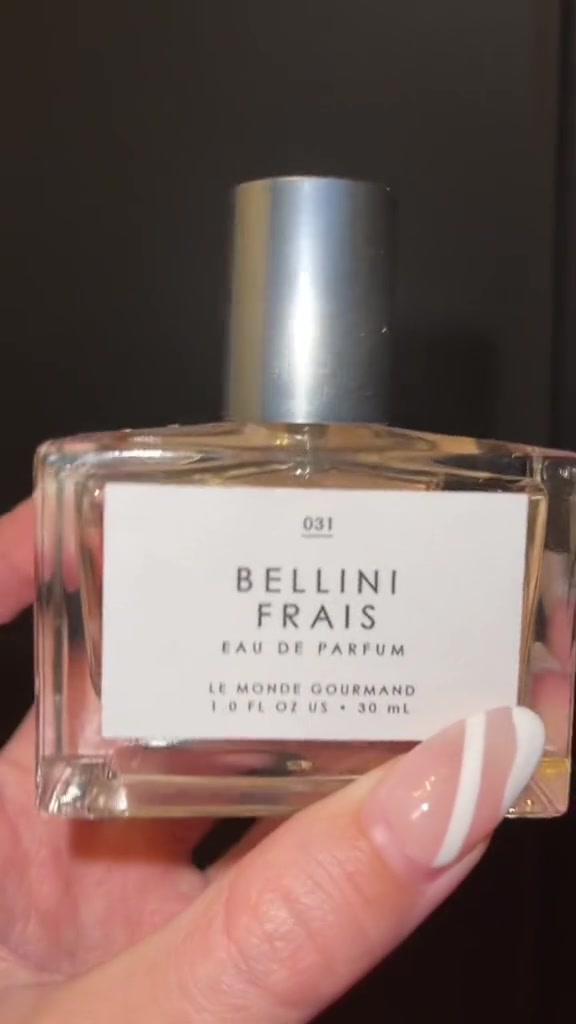 031
BELLINI
FRAIS
EAU DE PARFUM
LE MONDE GOURMAND
1.0 FL OZ US • 30 mL